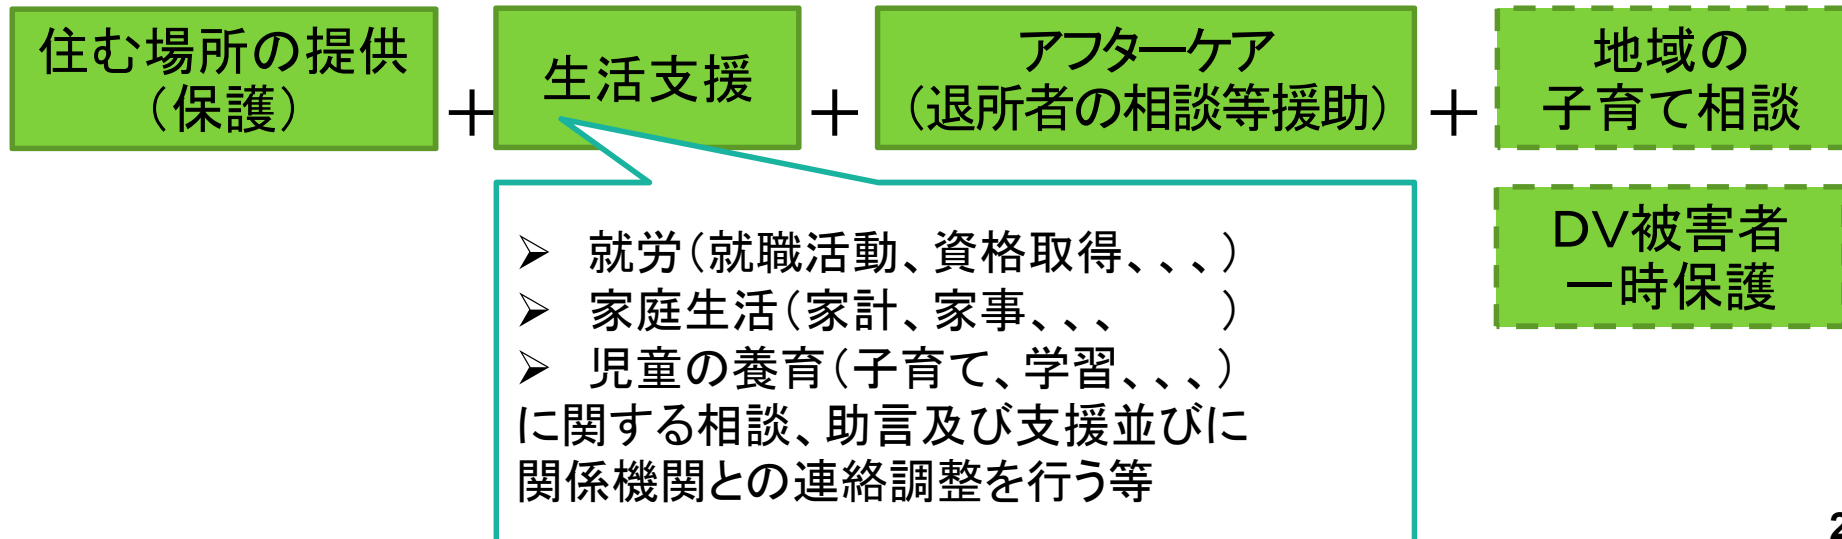 住む場所の提供
（保護）
＋
生活支援
＋
アフターケア
（退所者の相談等援助）
＋
地域の
子育て相談
DV被害者
一時保護
➢ 就労（就職活動、資格取得、、、）
➢ 家庭生活（家計、家事、、、　　）
➢ 児童の養育（子育て、学習、、、）
に関する相談、助言及び支援並びに
関係機関との連絡調整を行う等
2